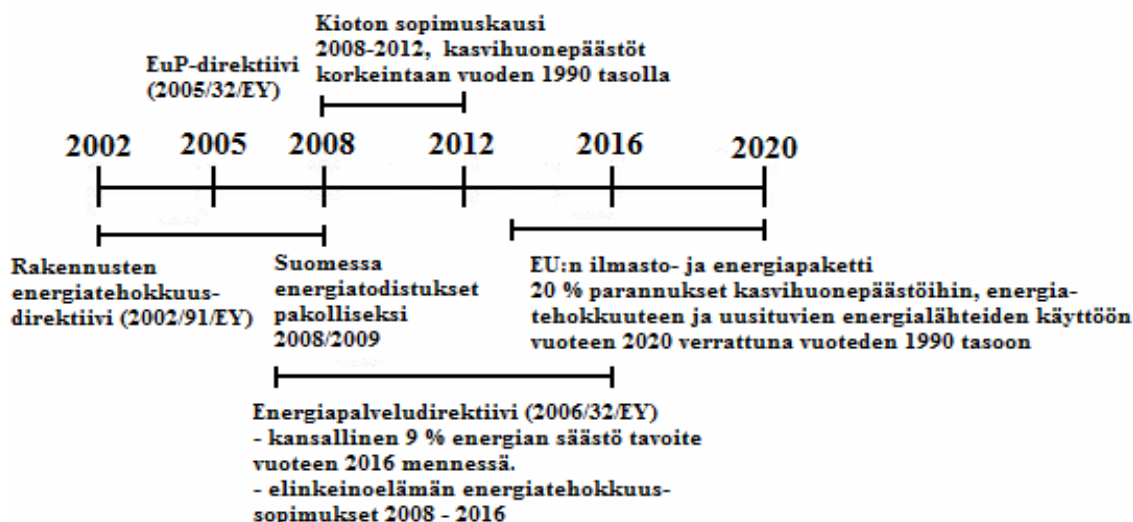 Kioton sopimuskausi
2008-2012, kasvihuonepäästöt
korkeintaan vuoden 1990 tasolla
EuP-direktiivi
(2005/32/EY)
2002 2005 2008 2012 2016 2020
Rakennusten
energiatehokkuus-
direktiivi (2002/91/EY)
Suomessa
energiatodistukset
pakolliseksi
2008/2009
EU:n ilmasto- ja energiapaketti
20 % parannukset kasvihuonepäästöihin, energia-
tehokkuuteen ja uusituvien energialähteiden käyttöön
vuoteen 2020 verrattuna vuoteden 1990 tasoon
Energiapalveludirektiivi (2006/32/EY)
- kansallinen 9 % energian säästö tavoite
vuoteen 2016 mennessä.
- elinkeinoelämän energiatehokkuus-
sopimukset 2008 - 2016